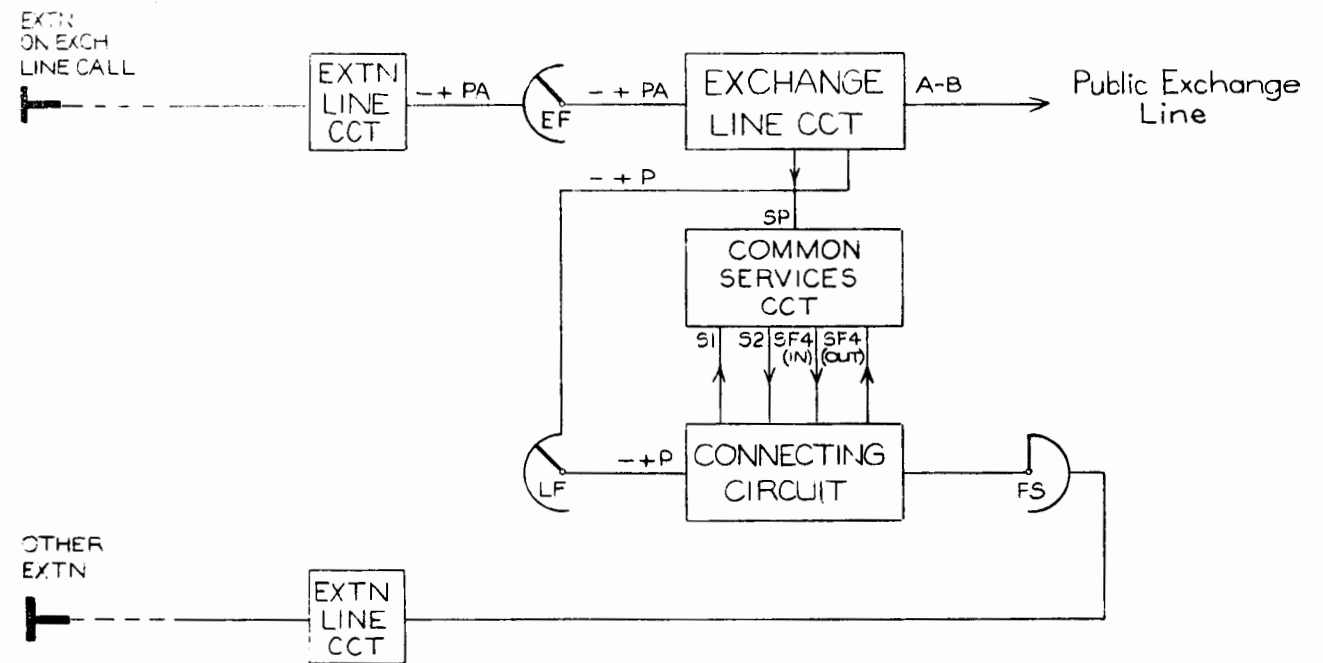 EXTN
ON EXCH
LINE CALL
EXTN
LINE
CCT
- + PA
EF
- + PA
EXCHANGE
LINE CCT
A-B
Public Exchange
Line
- + P
SP
COMMON
SERVICES
CCT
S1
S2
SF4
(IN)
SF4
(OUT)
LF
-+P
CONNECTING
CIRCUIT
FS
OTHER
EXTN
EXTN
LINE
CCT